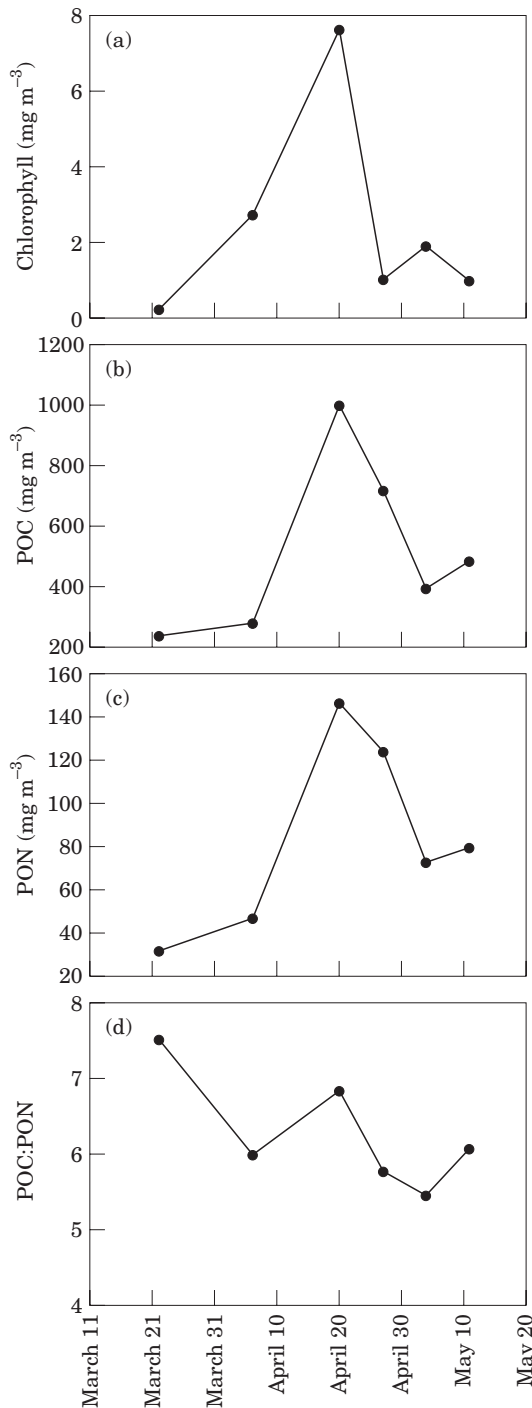 (a)
Chlorophyll (mg m⁻³)
8
6
4
2
0
(b)
POC (mg m⁻³)
1200
1000
800
600
400
200
(c)
PON (mg m⁻³)
160
140
120
100
80
60
40
20
(d)
POC:PON
8
7
6
5
4
March 11
March 21
March 31
April 10
April 20
April 30
May 10
May 20